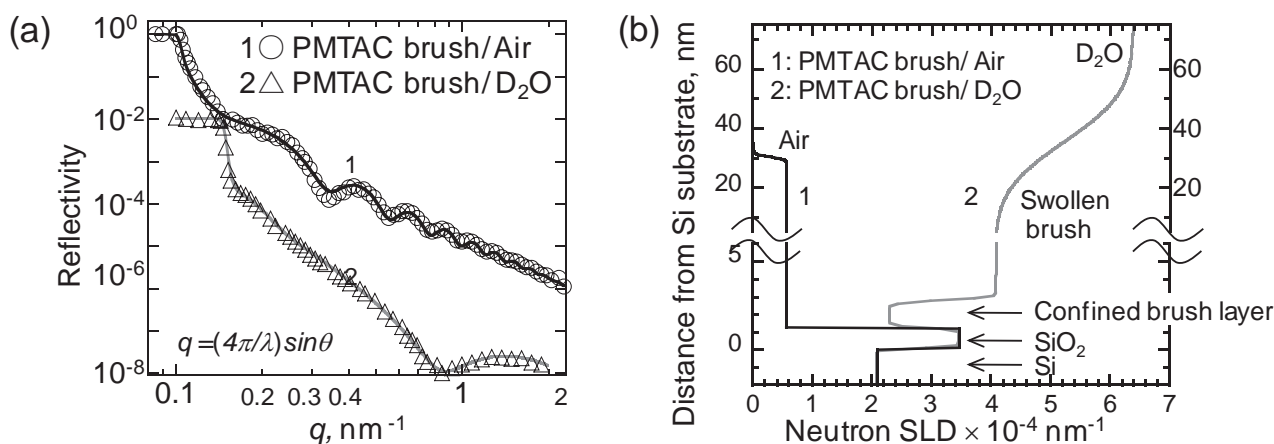 (a)
10⁰
10⁻²
10⁻⁴
10⁻⁶
10⁻⁸
Reflectivity
1 ○ PMTAC brush/Air
2 △ PMTAC brush/D₂O
1
2
q=(4π/λ)sinθ
0.1 0.2 0.3 0.4 1 2
q, nm⁻¹
(b)
Distance from Si substrate, nm
60
40
20
5
0
1: PMTAC brush/Air
2: PMTAC brush/ D₂O
D₂O
60
40
20
5
0
Air
1
2
Swollen
brush
Confined brush layer
SiO₂
Si
0 1 2 3 4 5 6 7
Neutron SLD × 10⁻⁴ nm⁻¹